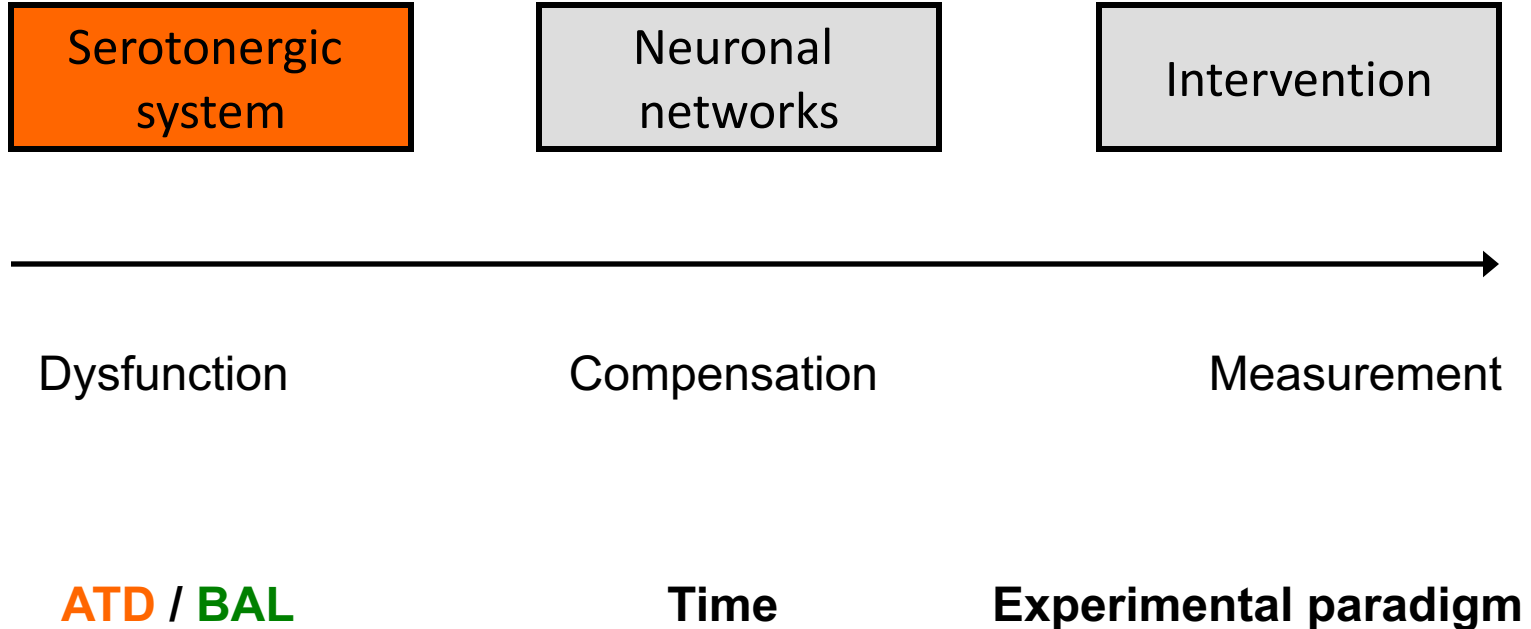 Serotonergic
system
Neuronal
networks
Intervention
Dysfunction
Compensation
Measurement
ATD / BAL
Time
Experimental paradigm